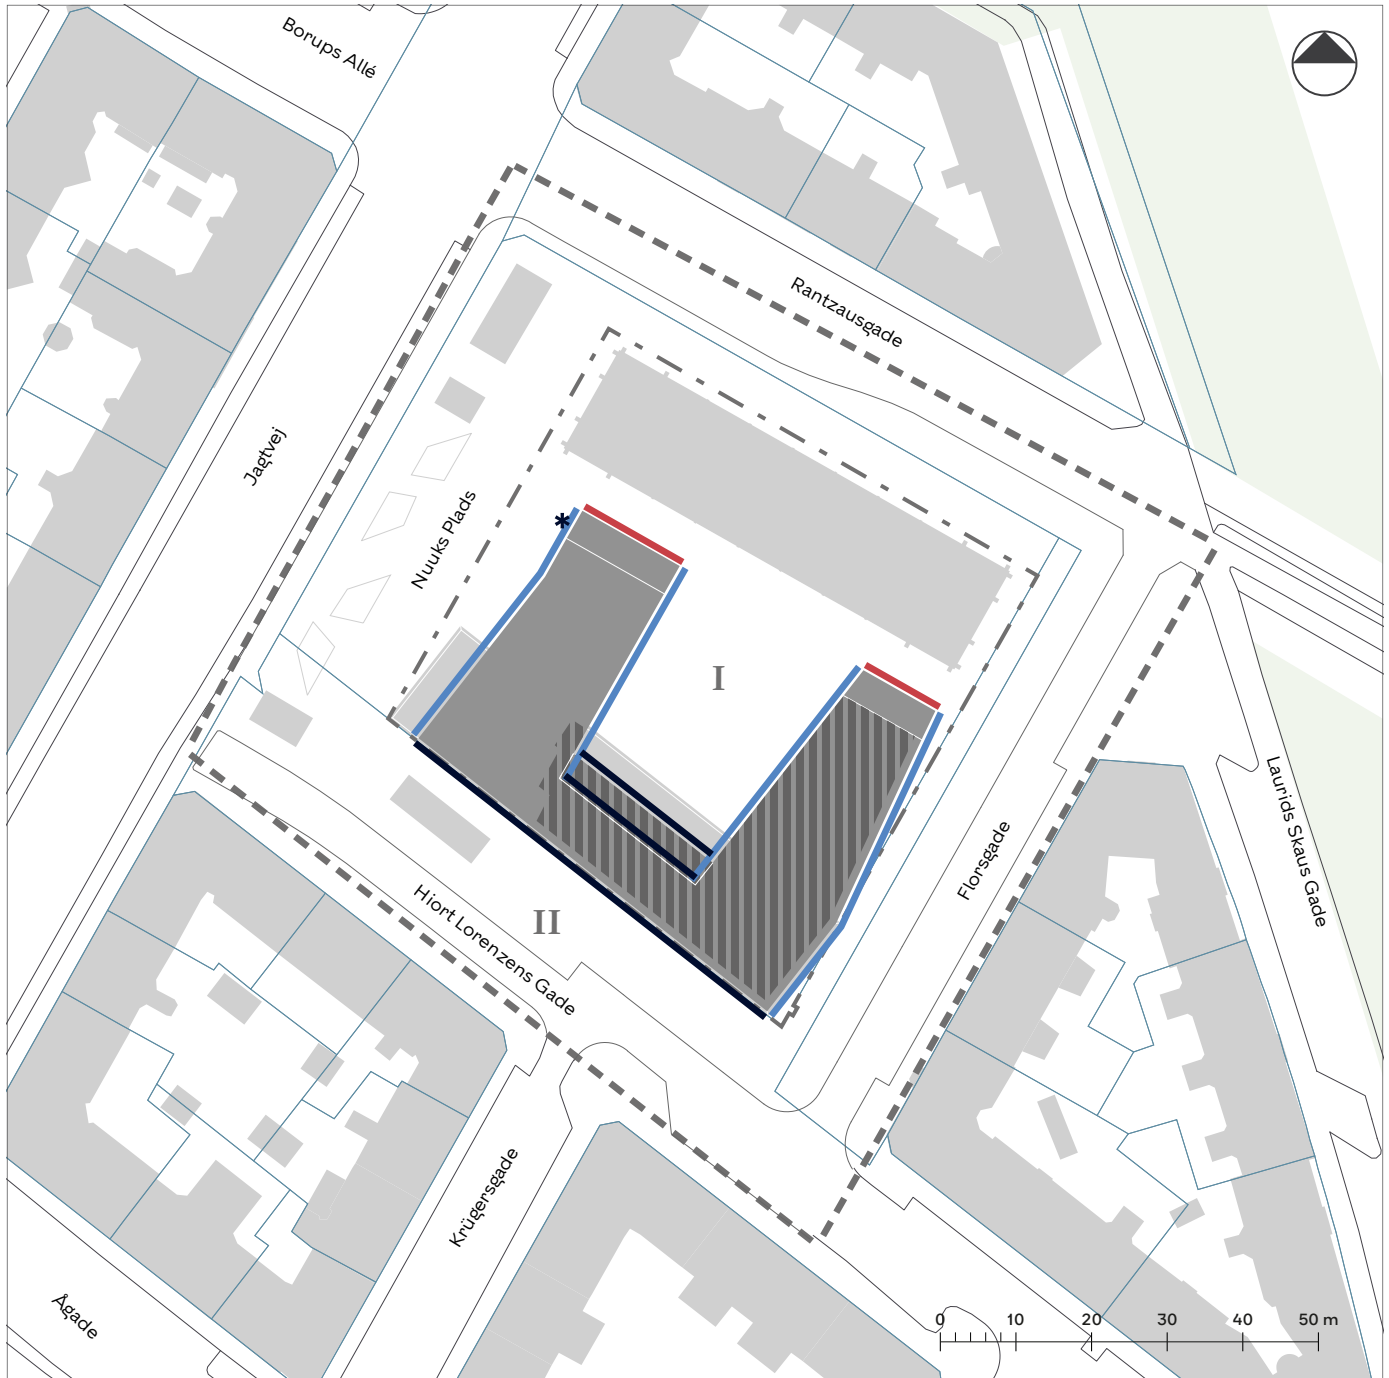 Borups Allé
Rantzausgade
Jagtvej
Nuuks Plads
*
I
II
Hiort Lorenzens Gade
Florsgade
Laurids Skaus Gade
Krügersgade
Ågade
0 10 20 30 40 50 m